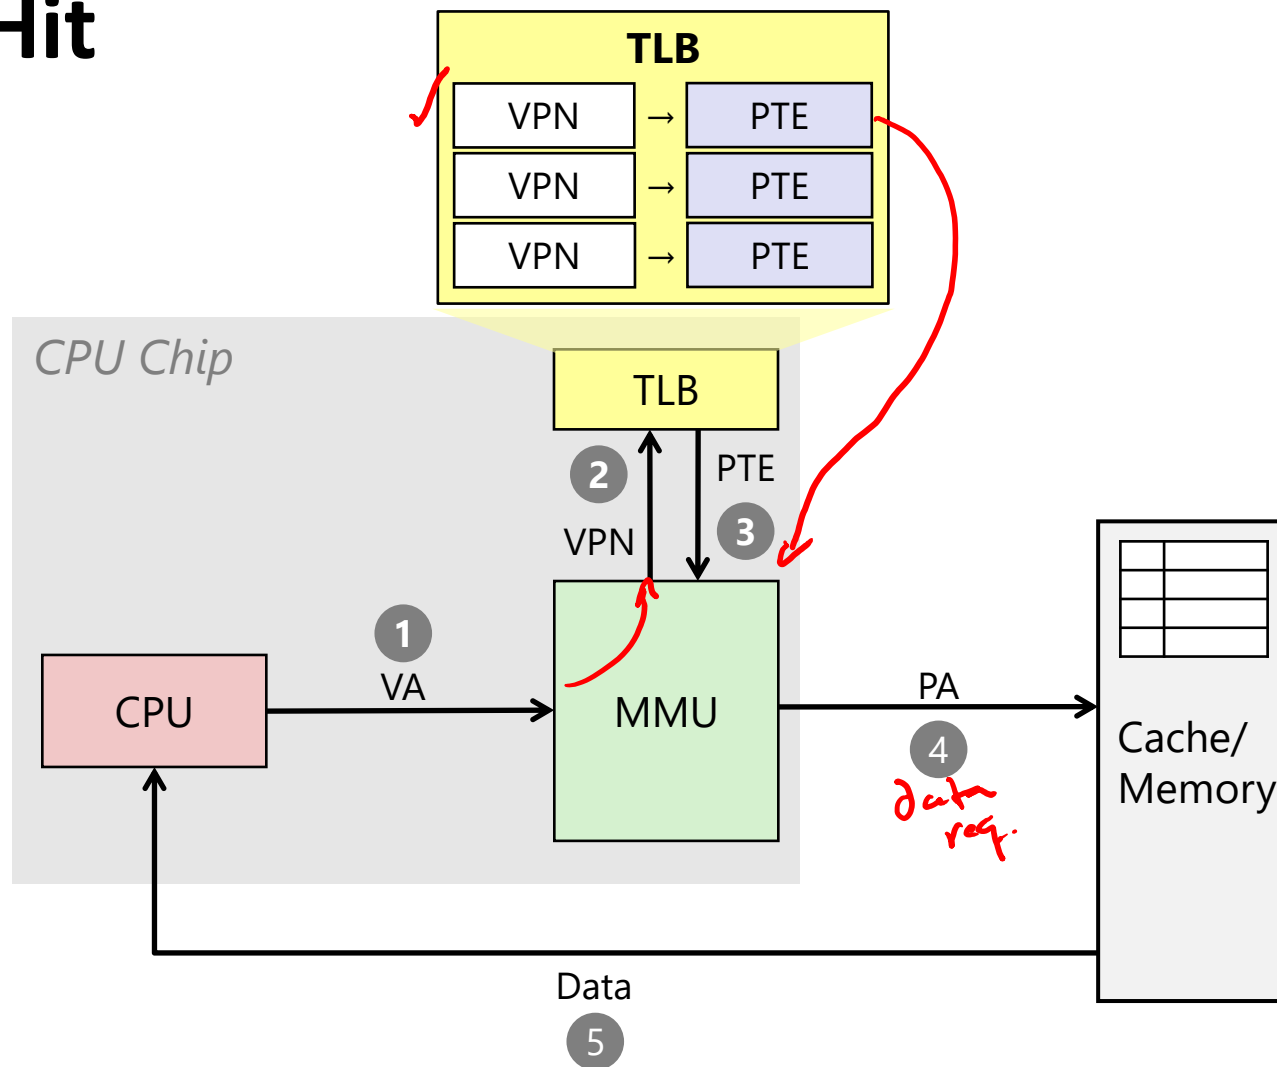 Hit
TLB
VPN → PTE
VPN → PTE
VPN → PTE
CPU Chip
TLB
2
PTE
VPN
3
1
VA
CPU
MMU
PA
4
data
req.
Cache/
Memory
Data
5